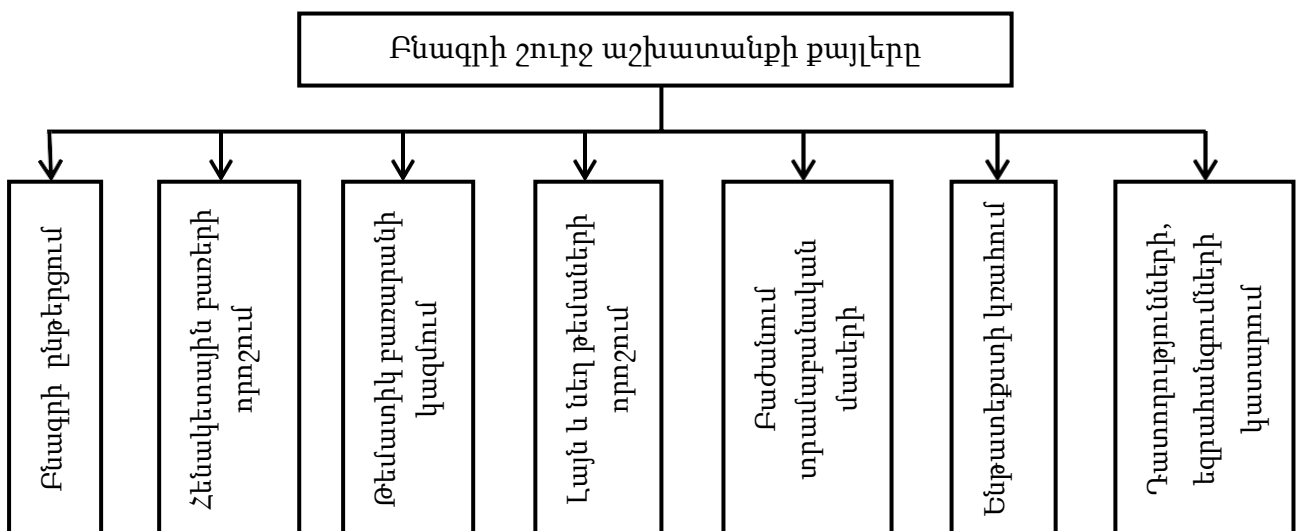 Բնագրի շուրջ աշխատանքի քայլերը
Բնագրի ընթերցում
Հենակետային բառերի
որոշում
Թեմատիկ բառարանի
կազմում
Լայն և նեղ թեմաների
որոշում
Բաժանում
տրամաբանական
մասերի
Ենթատեքստի կռահում
Դատողությունների,
եզրահանգումների
կատարում